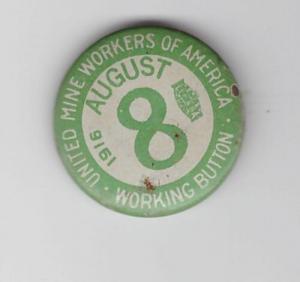 UNITED MINE WORKERS OF AMERICA
AUGUST
8
1916
· WORKING BUTTON ·